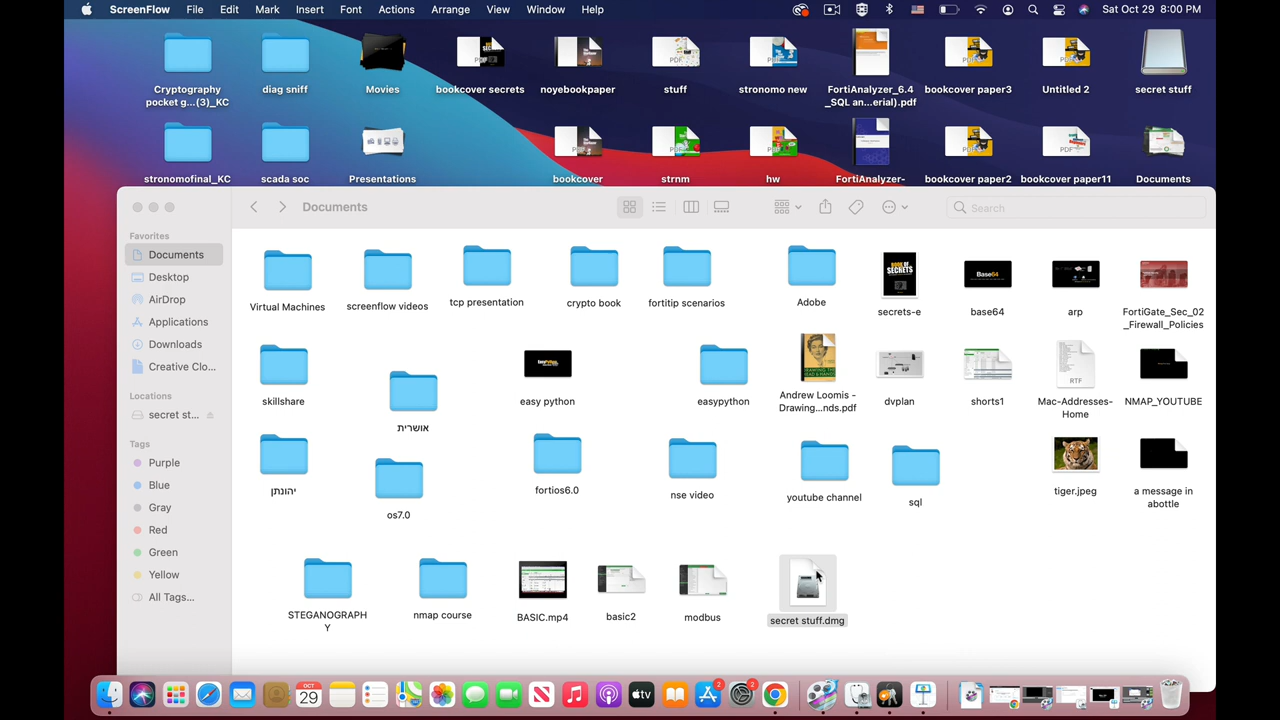 ScreenFlow File Edit Mark Insert Font Actions Arrange View Window Help Sat Oct 29 8:00 PM
Cryptography
pocket g...(3)_KC
diag sniff
Movies
bookcover secrets
noyebookpaper
stuff
stronomo new
FortiAnalyzer_6.4
_SQL an...erial).pdf
bookcover paper3
Untitled 2
secret stuff
stronomofinal_KC
scada soc
Presentations
bookcover
strnm
hw
FortiAnalyzer-
bookcover paper2
bookcover paper11
Documents
Documents
Search
Favorites
Documents
Desktop
AirDrop
Applications
Downloads
Creative Clo...
Locations
secret st...
Tags
Purple
Blue
Gray
Red
Green
Yellow
All Tags...
Virtual Machines
screenflow videos
tcp presentation
crypto book
fortitip scenarios
Adobe
secrets-e
base64
arp
FortiGate_Sec_02
_Firewall_Policies
skillshare
אושרית
easy python
easypython
Andrew Loomis -
Drawing...nds.pdf
dvplan
shorts1
Mac-Addresses-
Home
NMAP_YOUTUBE
יהונתן
os7.0
fortios6.0
nse video
youtube channel
sql
tiger.jpeg
a message in
abottle
STEGANOGRAPH
Y
nmap course
BASIC.mp4
basic2
modbus
secret stuff.dmg